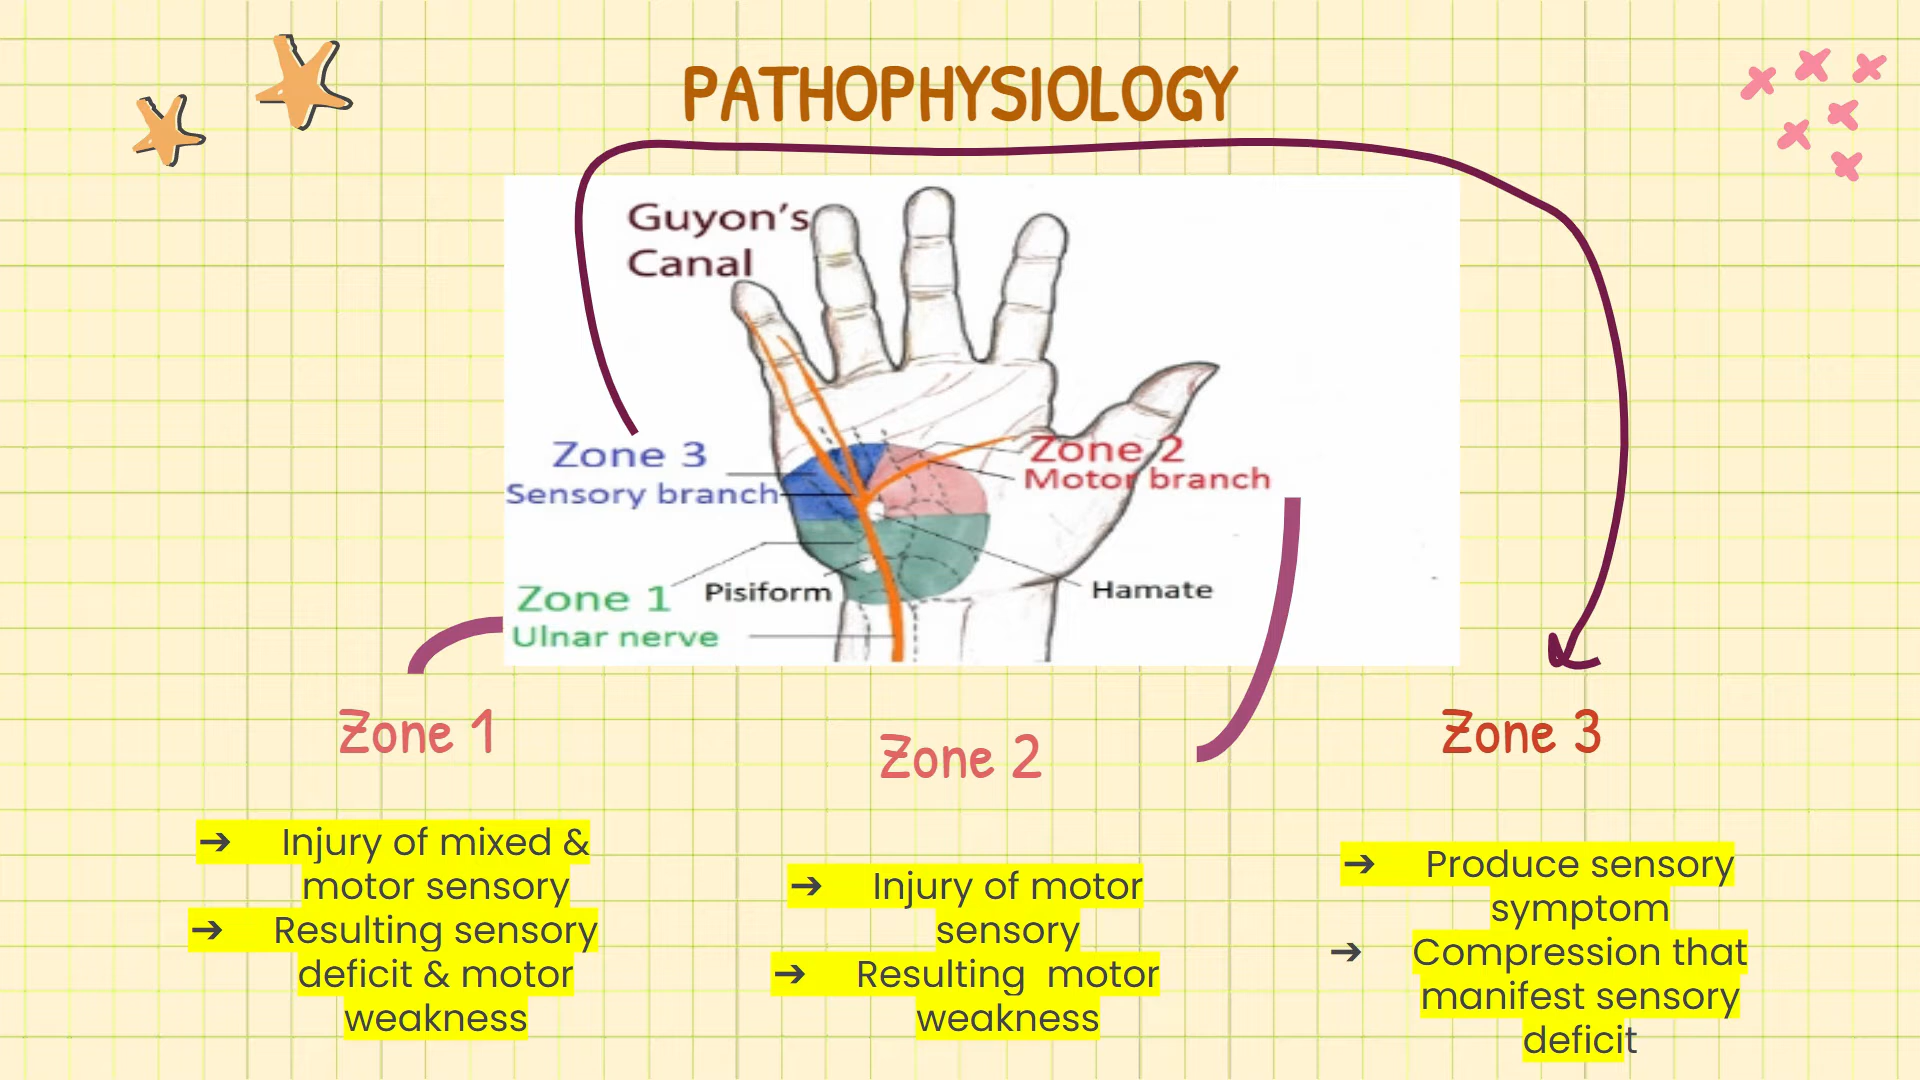 PATHOPHYSIOLOGY
Guyon's
Canal
Zone 3
Sensory branch
Zone 2
Motor branch
Zone 1
Ulnar nerve
Pisiform
Hamate
Zone 1
➔ Injury of mixed &
motor sensory
➔ Resulting sensory
deficit & motor
weakness
Zone 2
➔ Injury of motor
sensory
➔ Resulting motor
weakness
Zone 3
➔ Produce sensory
symptom
➔ Compression that
manifest sensory
deficit